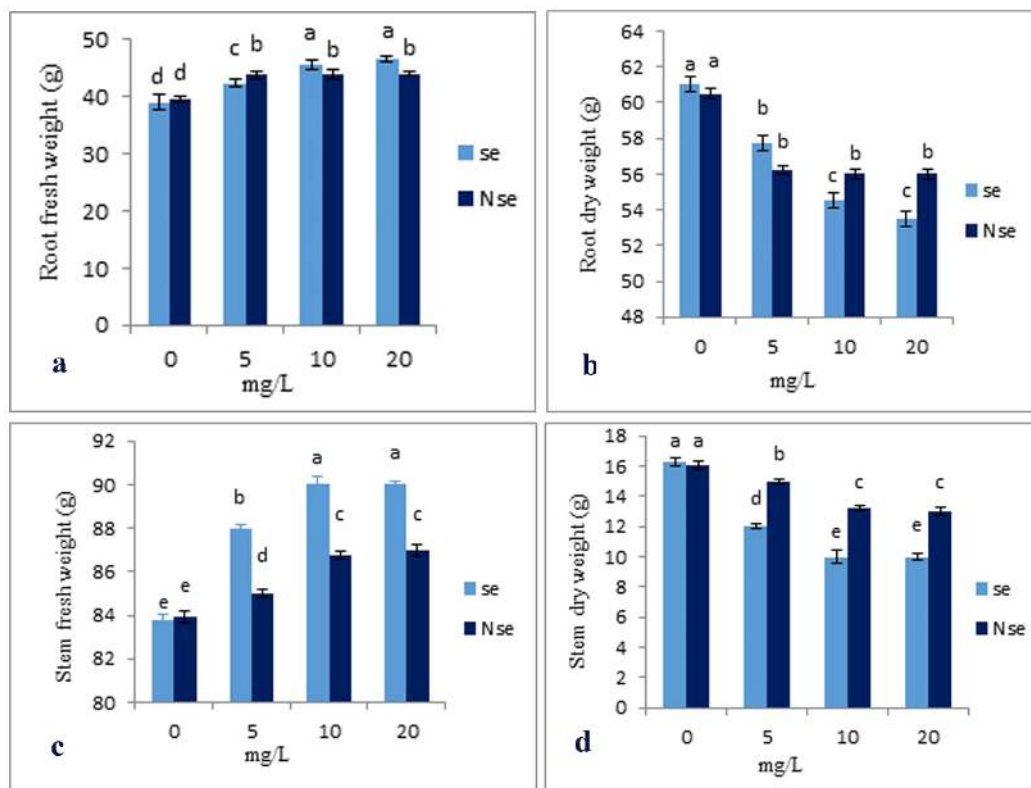 Root fresh weight (g)
50
40
30
20
10
0
d d c b a b a b
0 5 10 20
mg/L
se
Nse
a
Root dry weight (g)
64
62
60
58
56
54
52
50
48
a a b b c b c b
0 5 10 20
mg/L
se
Nse
b
Stem fresh weight (g)
92
90
88
86
84
82
80
e e b d a c a c
0 5 10 20
mg/L
se
Nse
c
Stem dry weight (g)
18
16
14
12
10
8
6
4
2
0
a a d b e c e c
0 5 10 20
mg/L
se
Nse
d